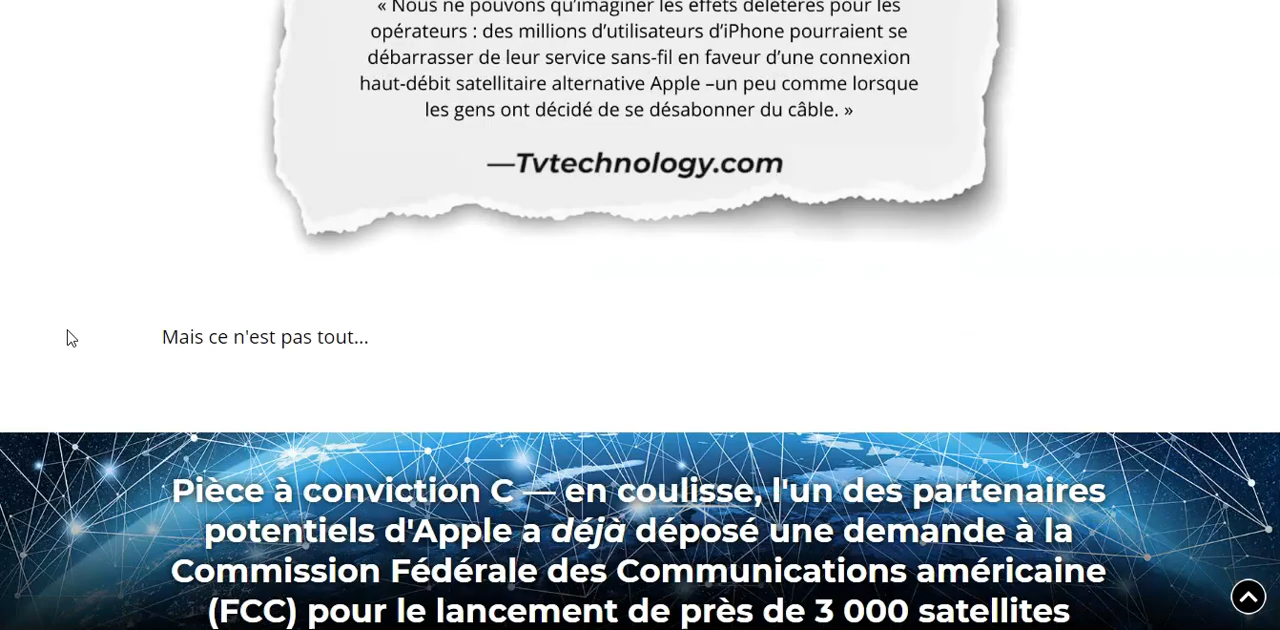 « Nous ne pouvons qu’imaginer les effets délétères pour les
opérateurs : des millions d’utilisateurs d’iPhone pourraient se
débarrasser de leur service sans-fil en faveur d’une connexion
haut-débit satellitaire alternative Apple –un peu comme lorsque
les gens ont décidé de se désabonner du câble. »
—Tvtechnology.com
Mais ce n'est pas tout...
Pièce à conviction C — en coulisse, l'un des partenaires
potentiels d'Apple a déjà déposé une demande à la
Commission Fédérale des Communications américaine
(FCC) pour le lancement de près de 3 000 satellites